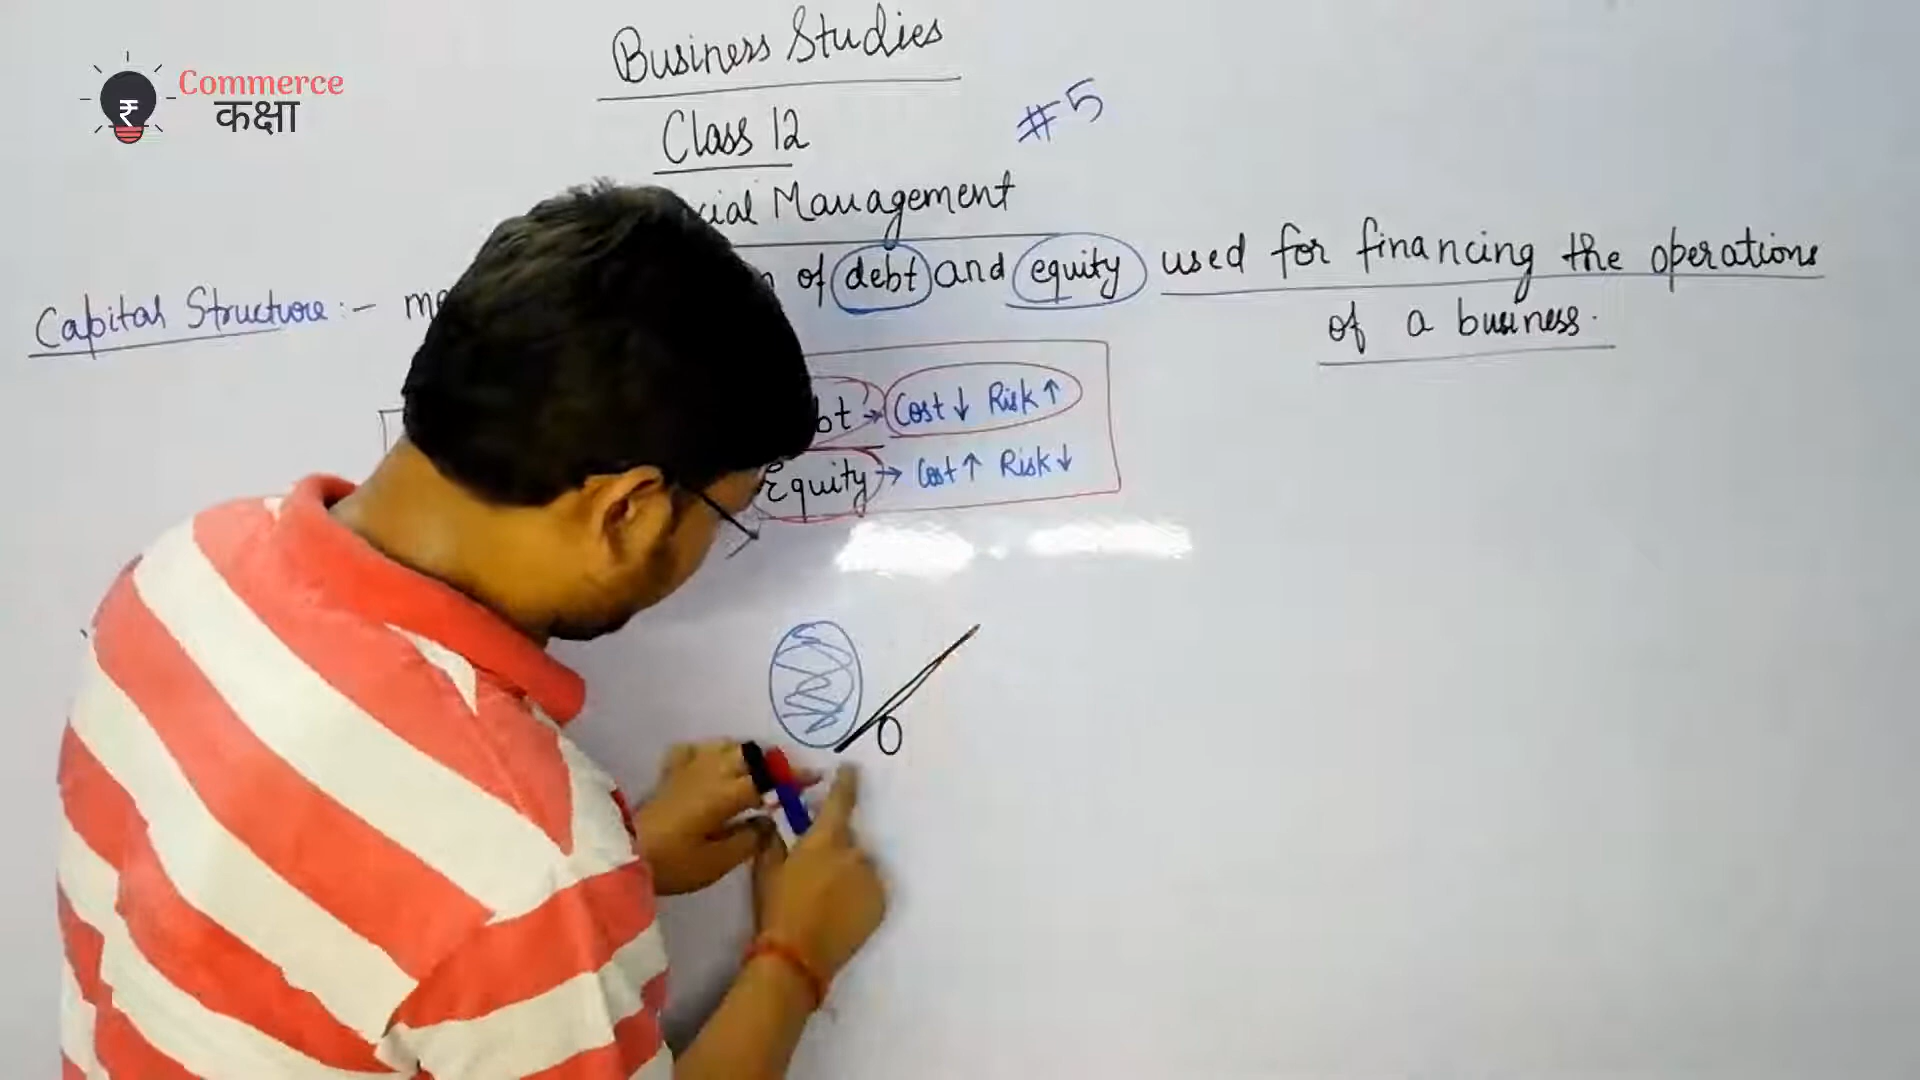 Commerce
कक्षा
₹
Business Studies
Class 12
#5
Management
of debt and equity used for financing the operations
Capital Structure :-
of a business.
Cost ↓ Risk ↑
Equity → Cost ↑ Risk ↓